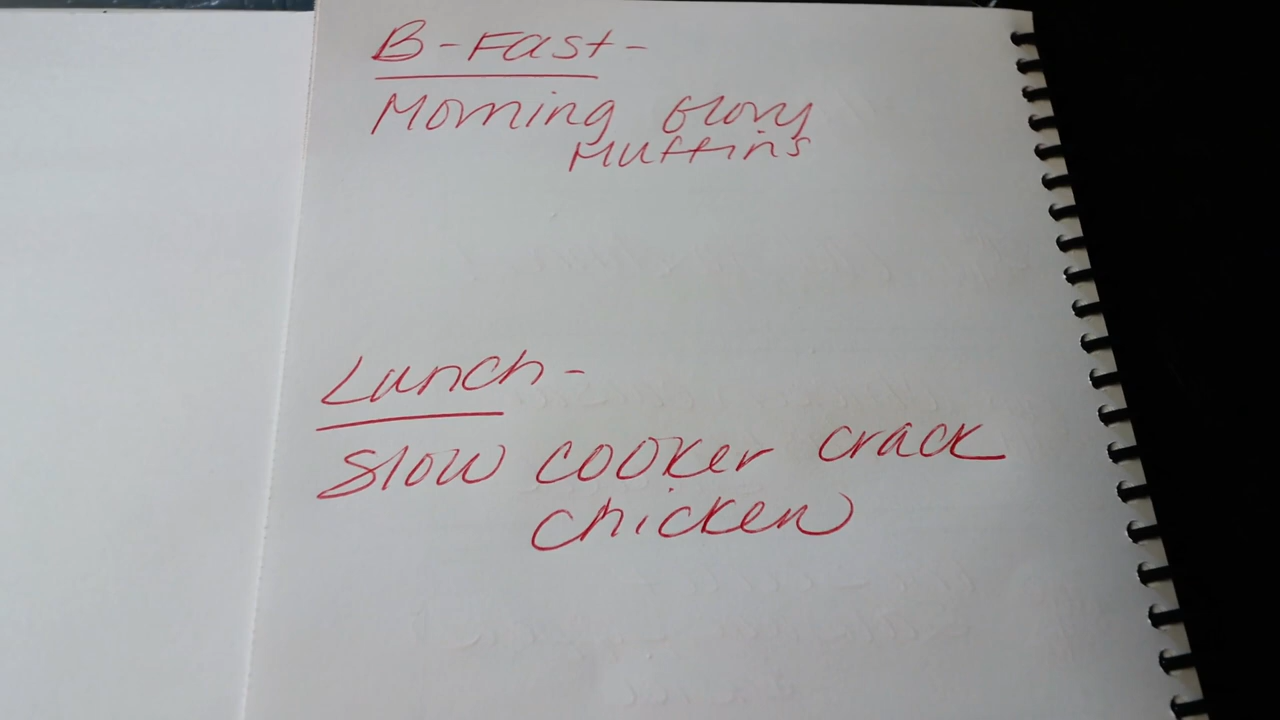 B-Fast-
Morning Glory
Muffins
Lunch-
Slow cooker crack
chicken